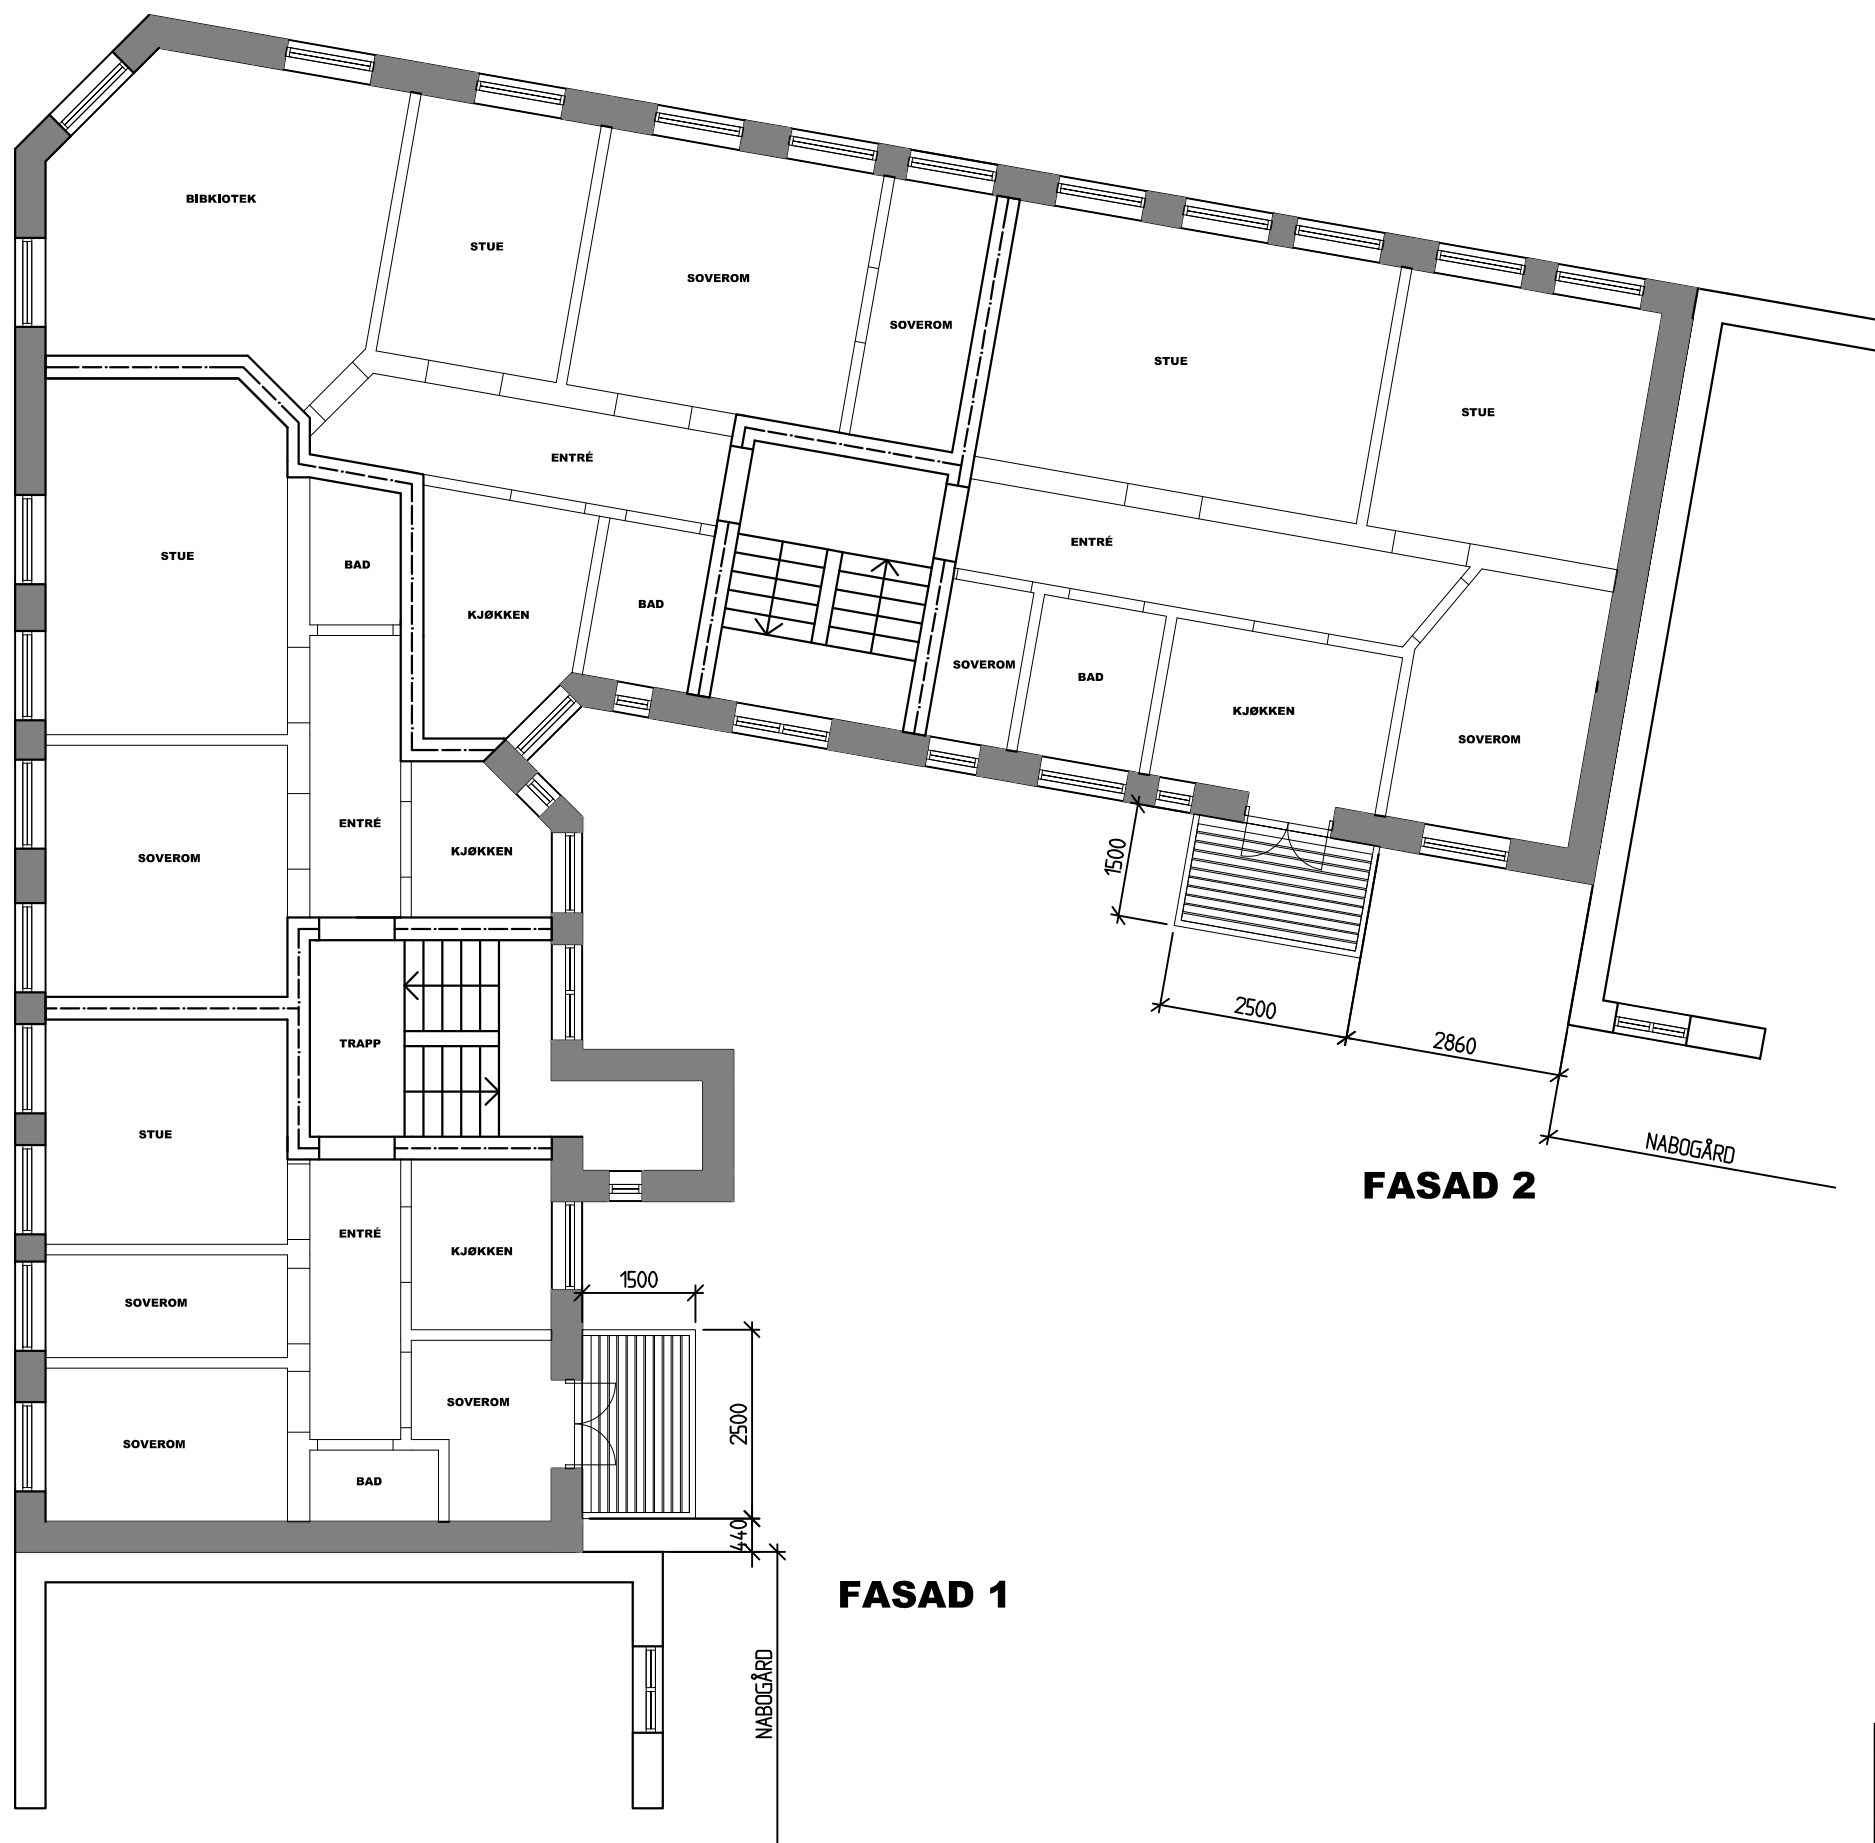 BIBKIOTEK
STUE
SOVEROM
SOVEROM
STUE
STUE
ENTRÉ
ENTRÉ
STUE
BAD
KJØKKEN
BAD
SOVEROM
BAD
KJØKKEN
SOVEROM
ENTRÉ
SOVEROM
KJØKKEN
1500
2500
2860
NABOGÅRD
FASAD 2
TRAPP
STUE
ENTRÉ
KJØKKEN
SOVEROM
1500
SOVEROM
SOVEROM
BAD
2500
440
FASAD 1
NABOGÅRD